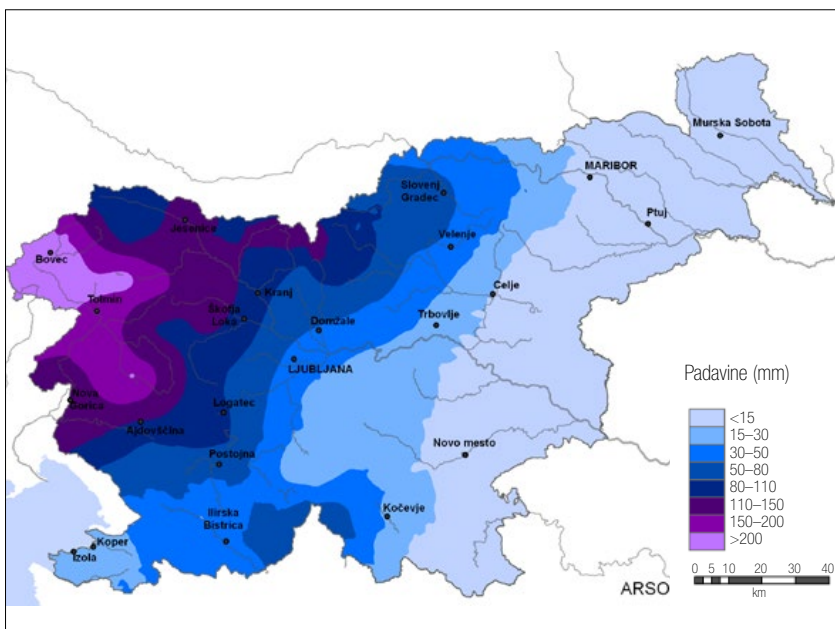 Murska Sobota
MARIBOR
Slovenj
Gradec
Ptuj
Jesenice
Velenje
Bovec
Kranj
Celje
Tolmin
Škofja
Loka
Domžale
Trbovlje
LJUBLJANA
Nova
Gorica
Logatec
Ajdovščina
Novo mesto
Postojna
Ilirska
Bistrica
Kočevje
Koper
Izola
Padavine (mm)
<15
15–30
30–50
50–80
80–110
110–150
150–200
>200
ARSO
0 5 10 20 30 40
km